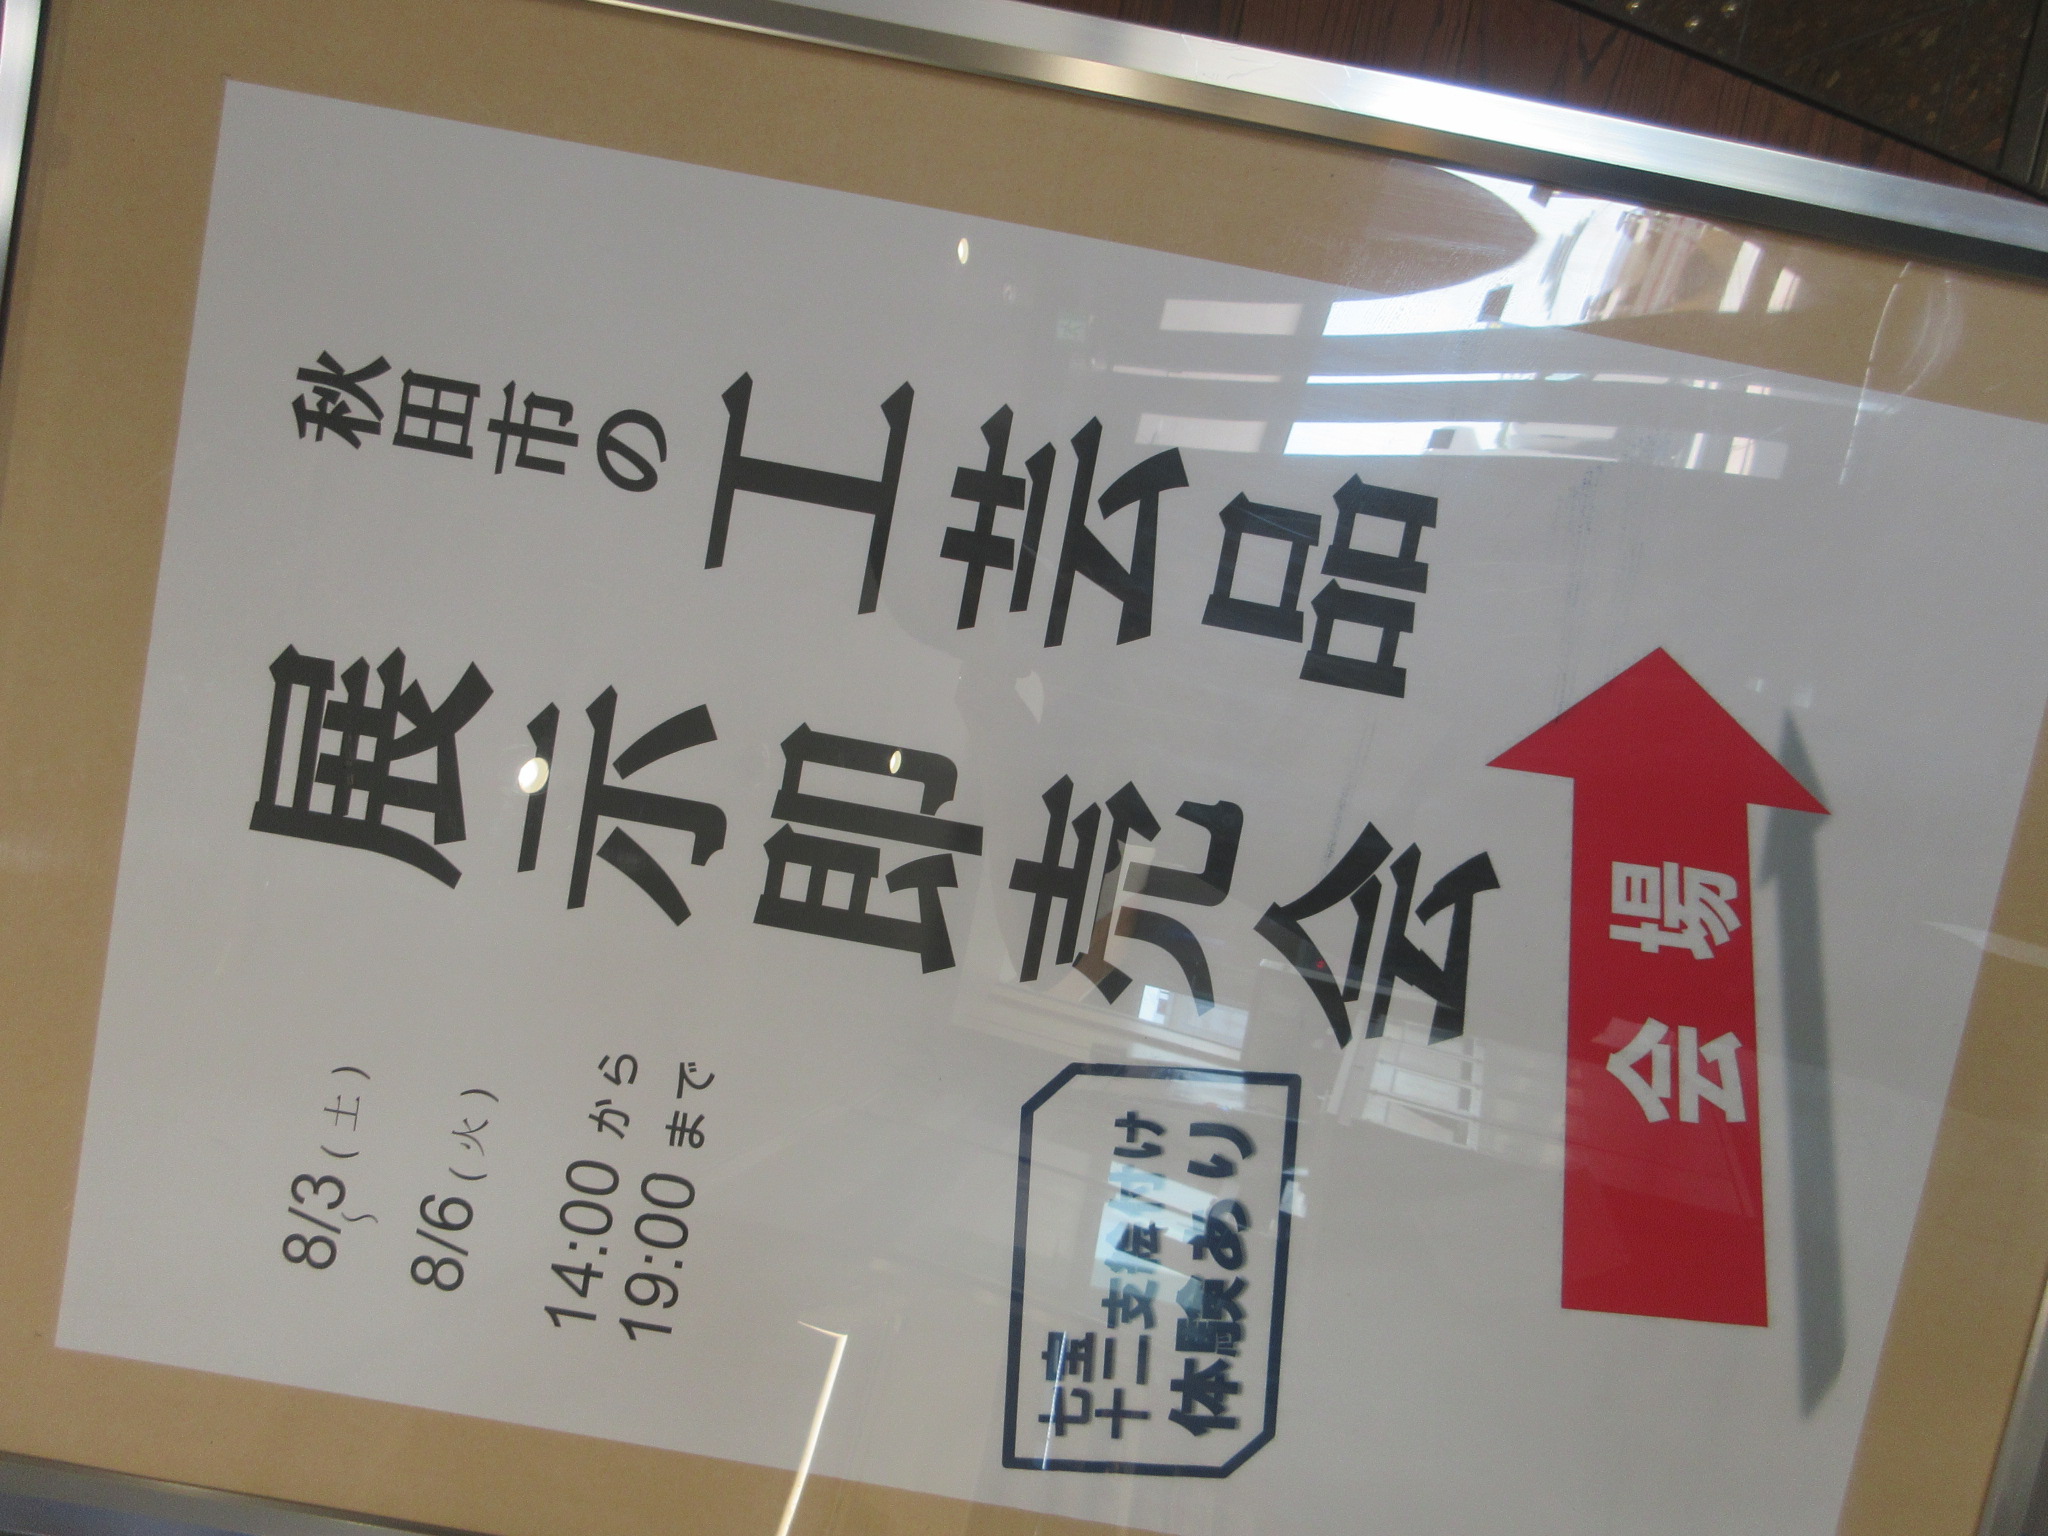 秋田市の
工芸品
展示即売会
8/3(土)
～
8/6(火)
14:00から
19:00まで
七宝
十二支絵付け
体験あり
会場